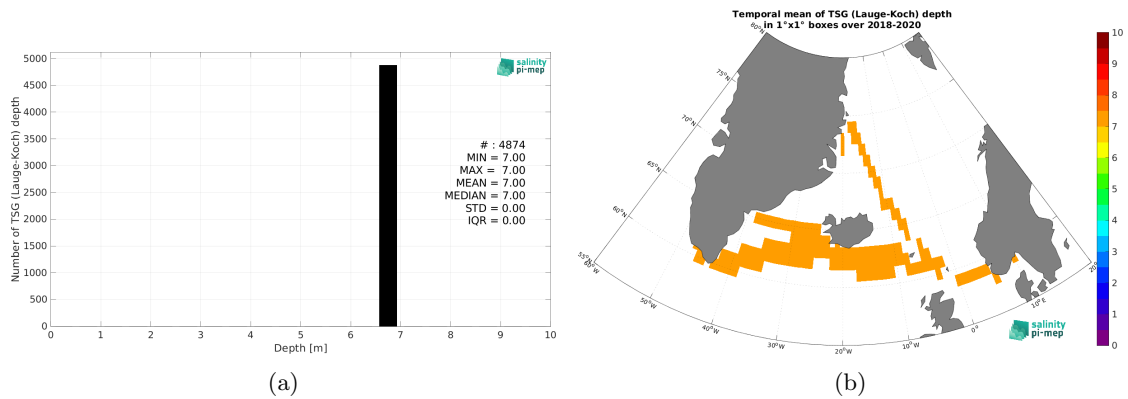 5000
4500
4000
3500
3000
2500
2000
1500
1000
500
0
Number of TSG (Lauge-Koch) depth
salinity
pi-mep
# : 4874
MIN = 7.00
MAX = 7.00
MEAN = 7.00
MEDIAN = 7.00
STD = 0.00
IQR = 0.00
0 1 2 3 4 5 6 7 8 9 10
Depth [m]
(a)
Temporal mean of TSG (Lauge-Koch) depth
in 1°x1° boxes over 2018-2020
80°N
75°N
70°N
65°N
60°N
55°N
60°W
50°W
40°W
30°W
20°W
10°W
0°
10°E
20°
salinity
pi-mep
10
9
8
7
6
5
4
3
2
1
0
(b)